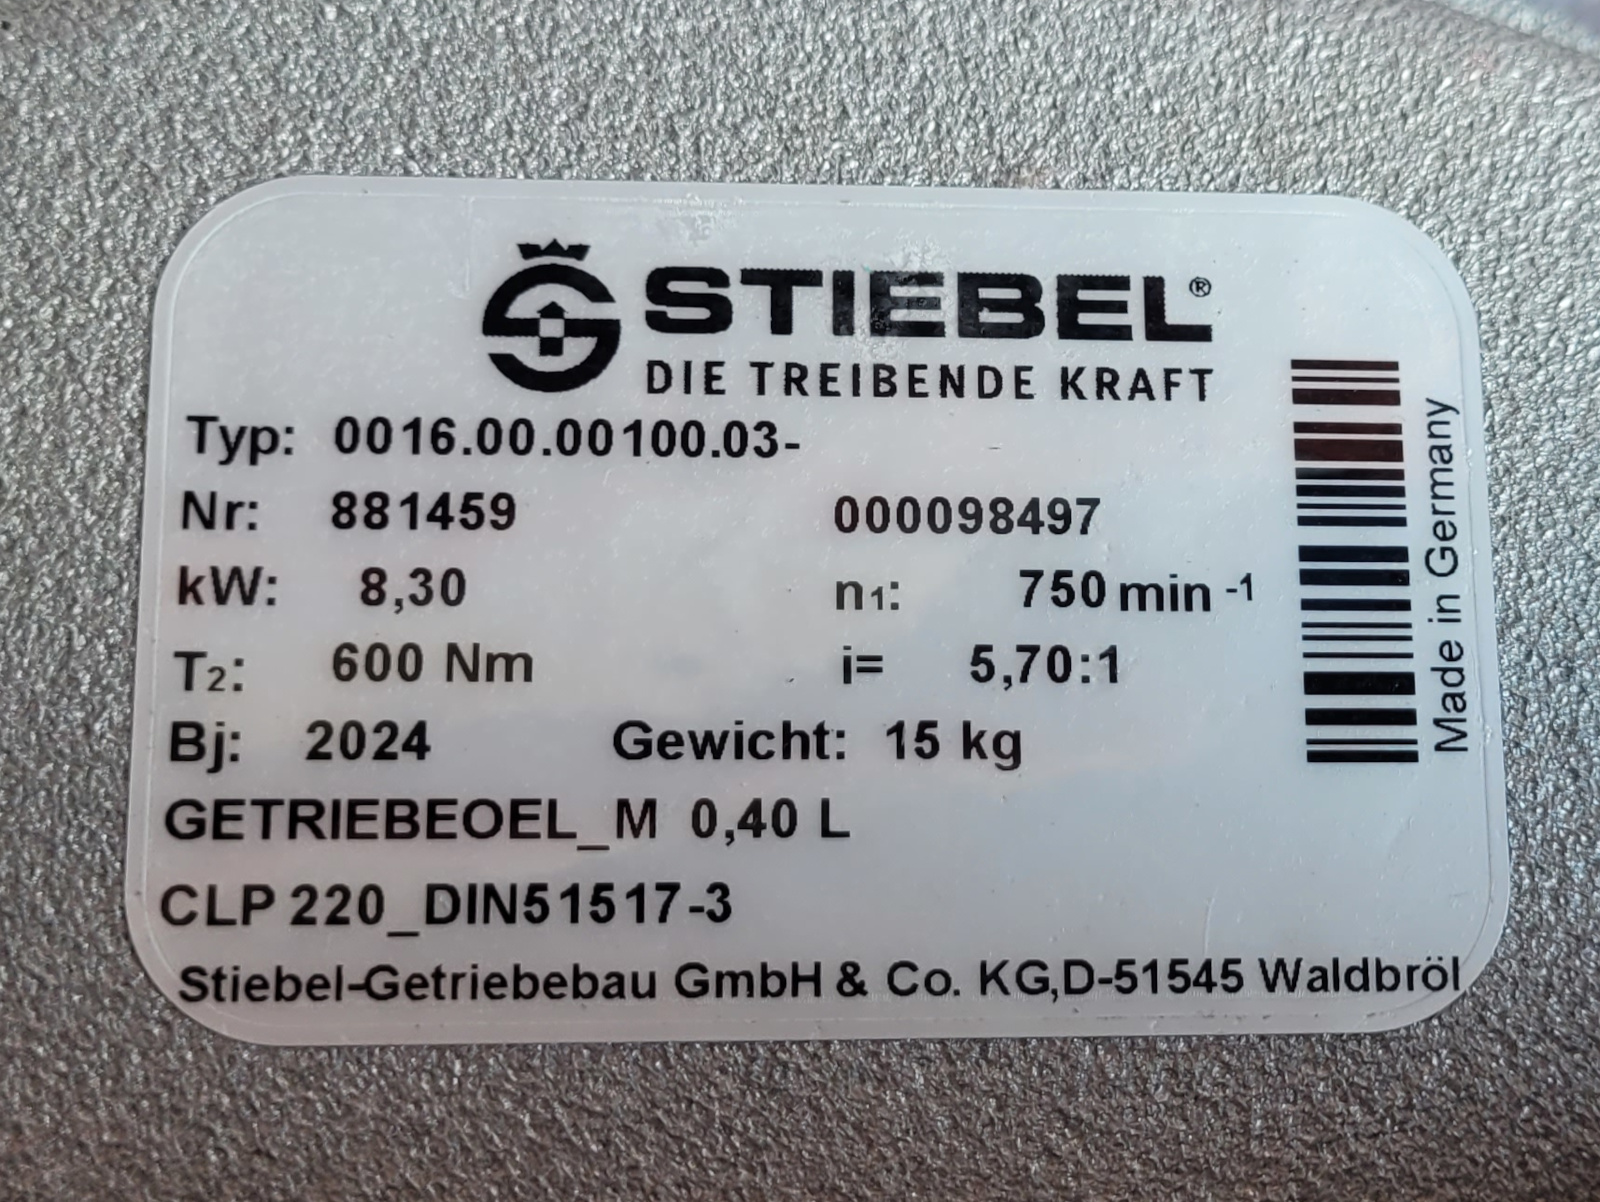 STIEBEL®
DIE TREIBENDE KRAFT
Typ: 0016.00.00100.03-
Nr: 881459 000098497
kW: 8,30 n1: 750 min -1
T2: 600 Nm i= 5,70:1
Bj: 2024 Gewicht: 15 kg
GETRIEBEOEL_M 0,40 L
CLP 220_DIN51517-3
Stiebel-Getriebebau GmbH & Co. KG,D-51545 Waldbröl
Made in Germany